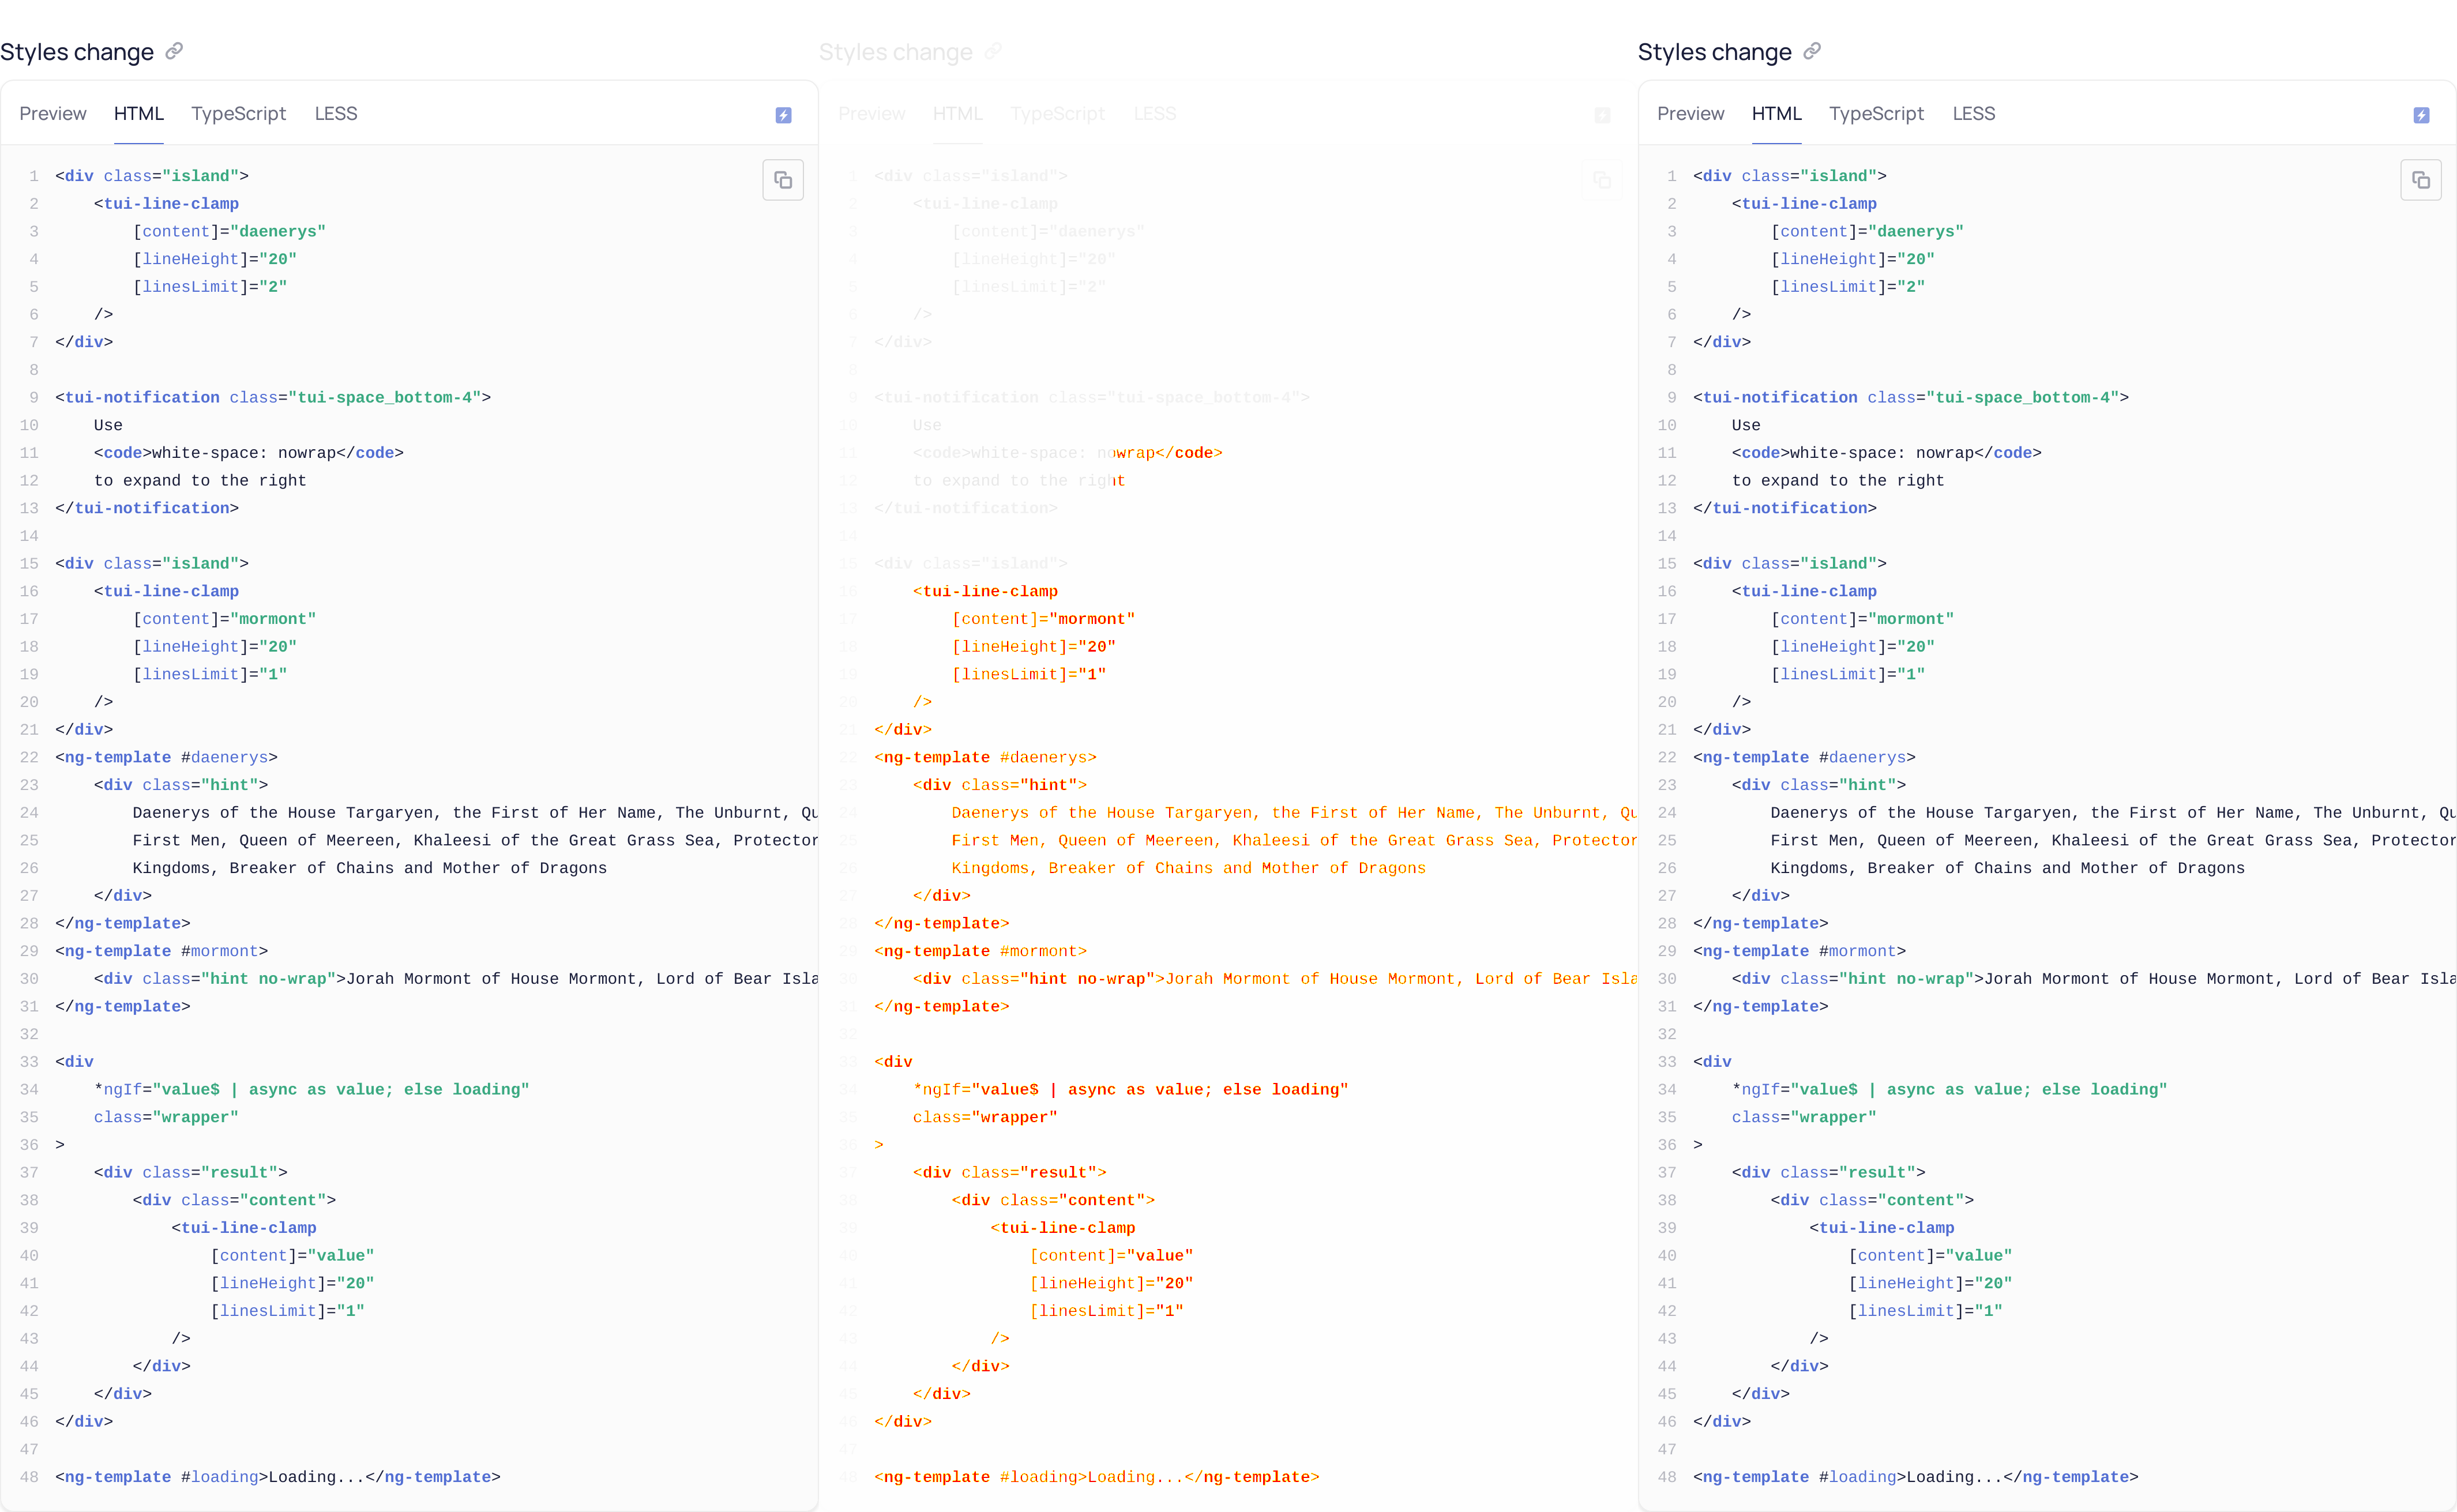 Styles change
Preview HTML TypeScript LESS
1 <div class="island">
2     <tui-line-clamp
3         [content]="daenerys"
4         [lineHeight]="20"
5         [linesLimit]="2"
6     />
7 </div>
8
9 <tui-notification class="tui-space_bottom-4">
10     Use
11     <code>white-space: nowrap</code>
12     to expand to the right
13 </tui-notification>
14
15 <div class="island">
16     <tui-line-clamp
17         [content]="mormont"
18         [lineHeight]="20"
19         [linesLimit]="1"
20     />
21 </div>
22 <ng-template #daenerys>
23     <div class="hint">
24         Daenerys of the House Targaryen, the First of Her Name, The Unburnt, Qu
25         First Men, Queen of Meereen, Khaleesi of the Great Grass Sea, Protector
26         Kingdoms, Breaker of Chains and Mother of Dragons
27     </div>
28 </ng-template>
29 <ng-template #mormont>
30     <div class="hint no-wrap">Jorah Mormont of House Mormont, Lord of Bear Isla
31 </ng-template>
32
33 <div
34     *ngIf="value$ | async as value; else loading"
35     class="wrapper"
36 >
37     <div class="result">
38         <div class="content">
39             <tui-line-clamp
40                 [content]="value"
41                 [lineHeight]="20"
42                 [linesLimit]="1"
43             />
44         </div>
45     </div>
46 </div>
47
48 <ng-template #loading>Loading...</ng-template>
Styles change
Preview HTML TypeScript LESS
1 <div class="island">
2     <tui-line-clamp
3         [content]="daenerys"
4         [lineHeight]="20"
5         [linesLimit]="2"
6     />
7 </div>
8
9 <tui-notification class="tui-space_bottom-4">
10     Use
11     <code>white-space: nowrap</code>
12     to expand to the right
13 </tui-notification>
14
15 <div class="island">
16     <tui-line-clamp
17         [content]="mormont"
18         [lineHeight]="20"
19         [linesLimit]="1"
20     />
21 </div>
22 <ng-template #daenerys>
23     <div class="hint">
24         Daenerys of the House Targaryen, the First of Her Name, The Unburnt, Qu
25         First Men, Queen of Meereen, Khaleesi of the Great Grass Sea, Protector
26         Kingdoms, Breaker of Chains and Mother of Dragons
27     </div>
28 </ng-template>
29 <ng-template #mormont>
30     <div class="hint no-wrap">Jorah Mormont of House Mormont, Lord of Bear Isla
31 </ng-template>
32
33 <div
34     *ngIf="value$ | async as value; else loading"
35     class="wrapper"
36 >
37     <div class="result">
38         <div class="content">
39             <tui-line-clamp
40                 [content]="value"
41                 [lineHeight]="20"
42                 [linesLimit]="1"
43             />
44         </div>
45     </div>
46 </div>
47
48 <ng-template #loading>Loading...</ng-template>
Styles change
Preview HTML TypeScript LESS
1 <div class="island">
2     <tui-line-clamp
3         [content]="daenerys"
4         [lineHeight]="20"
5         [linesLimit]="2"
6     />
7 </div>
8
9 <tui-notification class="tui-space_bottom-4">
10     Use
11     <code>white-space: nowrap</code>
12     to expand to the right
13 </tui-notification>
14
15 <div class="island">
16     <tui-line-clamp
17         [content]="mormont"
18         [lineHeight]="20"
19         [linesLimit]="1"
20     />
21 </div>
22 <ng-template #daenerys>
23     <div class="hint">
24         Daenerys of the House Targaryen, the First of Her Name, The Unburnt, Qu
25         First Men, Queen of Meereen, Khaleesi of the Great Grass Sea, Protector
26         Kingdoms, Breaker of Chains and Mother of Dragons
27     </div>
28 </ng-template>
29 <ng-template #mormont>
30     <div class="hint no-wrap">Jorah Mormont of House Mormont, Lord of Bear Isla
31 </ng-template>
32
33 <div
34     *ngIf="value$ | async as value; else loading"
35     class="wrapper"
36 >
37     <div class="result">
38         <div class="content">
39             <tui-line-clamp
40                 [content]="value"
41                 [lineHeight]="20"
42                 [linesLimit]="1"
43             />
44         </div>
45     </div>
46 </div>
47
48 <ng-template #loading>Loading...</ng-template>